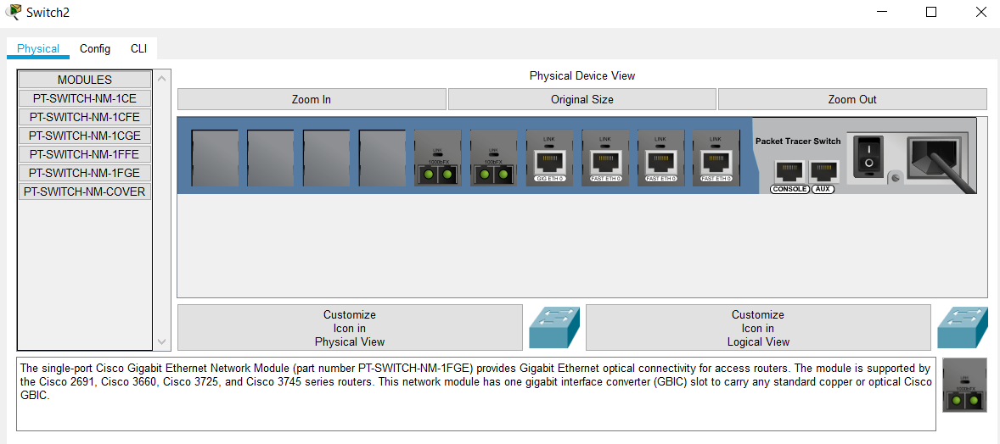 Switch2
Physical
Config
CLI
MODULES
PT-SWITCH-NM-1CE
PT-SWITCH-NM-1CFE
PT-SWITCH-NM-1CGE
PT-SWITCH-NM-1FFE
PT-SWITCH-NM-1FGE
PT-SWITCH-NM-COVER
Physical Device View
Zoom In
Original Size
Zoom Out
LINK
1000bFX
LINK
1000bFX
LINK
GIG ETH 0
LINK
FAST ETH 0
LINK
FAST ETH 0
LINK
FAST ETH 0
Packet Tracer Switch
CONSOLE
AUX
I
O
Customize
Icon in
Physical View
Customize
Icon in
Logical View
The single-port Cisco Gigabit Ethernet Network Module (part number PT-SWITCH-NM-1FGE) provides Gigabit Ethernet optical connectivity for access routers. The module is supported by
the Cisco 2691, Cisco 3660, Cisco 3725, and Cisco 3745 series routers. This network module has one gigabit interface converter (GBIC) slot to carry any standard copper or optical Cisco
GBIC.
LINK
1000bFX